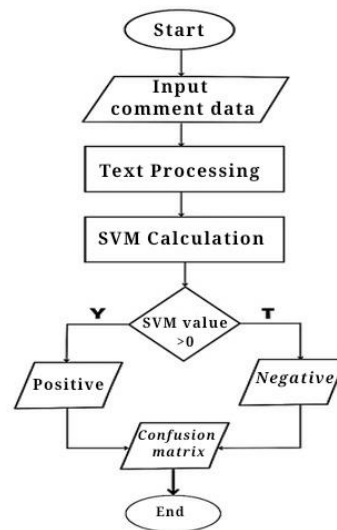 Start
Input
comment data
Text Processing
SVM Calculation
Y
T
SVM value
>0
Positive
Negative
Confusion
matrix
End